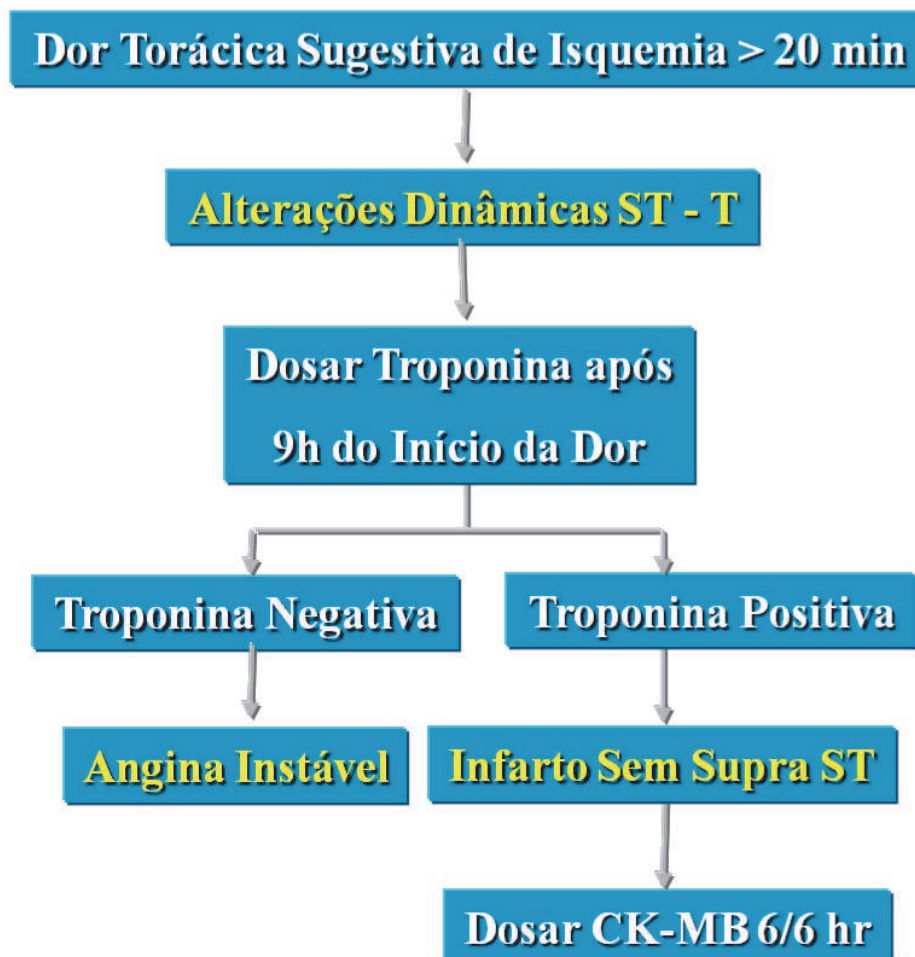 Dor Torácica Sugestiva de Isquemia > 20 min
Alterações Dinâmicas ST - T
Dosar Troponina após
9h do Início da Dor
Troponina Negativa
Troponina Positiva
Angina Instável
Infarto Sem Supra ST
Dosar CK-MB 6/6 hr